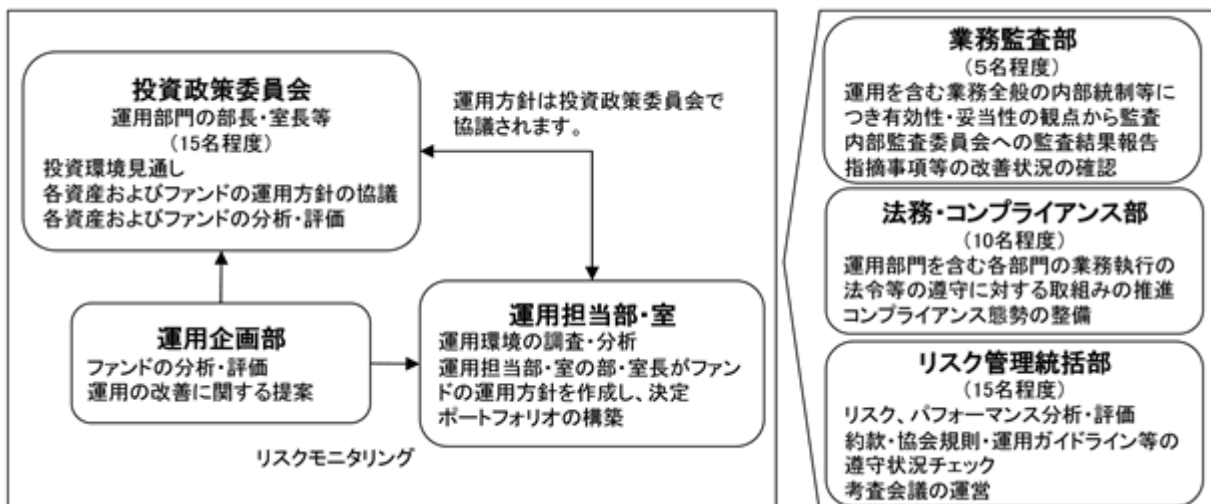 投資政策委員会
運用部門の部長・室長等
(15名程度)
投資環境見通し
各資産およびファンドの運用方針の協議
各資産およびファンドの分析・評価
運用方針は投資政策委員会で
協議されます。
運用企画部
ファンドの分析・評価
運用の改善に関する提案
運用担当部・室
運用環境の調査・分析
運用担当部・室の部・室長がファン
ドの運用方針を作成し、決定
ポートフォリオの構築
リスクモニタリング
業務監査部
(5名程度)
運用を含む業務全般の内部統制等に
つき有効性・妥当性の観点から監査
内部監査委員会への監査結果報告
指摘事項等の改善状況の確認
法務・コンプライアンス部
(10名程度)
運用部門を含む各部門の業務執行の
法令等の遵守に対する取組みの推進
コンプライアンス態勢の整備
リスク管理統括部
(15名程度)
リスク、パフォーマンス分析・評価
約款・協会規則・運用ガイドライン等の
遵守状況チェック
考査会議の運営